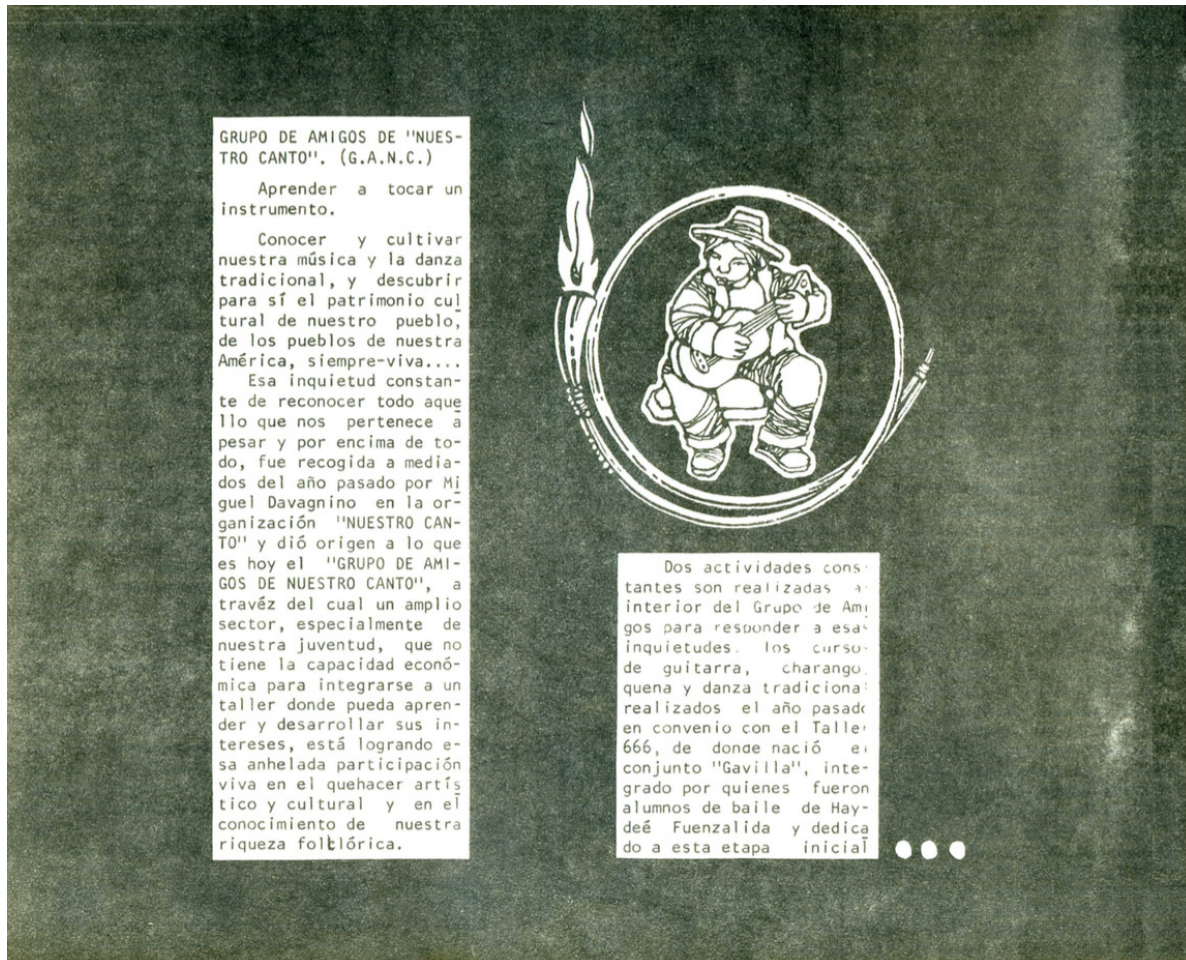 GRUPO DE AMIGOS DE "NUES-
TRO CANTO". (G.A.N.C.)
Aprender a tocar un
instrumento.
Conocer y cultivar
nuestra música y la danza
tradicional, y descubrir
para sí el patrimonio cul
tural de nuestro pueblo,
de los pueblos de nuestra
América, siempre-viva....
Esa inquietud constan-
te de reconocer todo aque
llo que nos pertenece a
pesar y por encima de to-
do, fue recogida a media-
dos del año pasado por Mi
guel Davagnino en la or-
ganización "NUESTRO CAN-
TO" y dió origen a lo que
es hoy el "GRUPO DE AMI-
GOS DE NUESTRO CANTO", a
travéz del cual un amplio
sector, especialmente de
nuestra juventud, que no
tiene la capacidad econó-
mica para integrarse a un
taller donde pueda apren-
der y desarrollar sus in-
tereses, está logrando e-
sa anhelada participación
viva en el quehacer artís
tico y cultural y en el
conocimiento de nuestra
riqueza folklórica.
Dos actividades cons-
tantes son realizadas a
interior del Grupo de Ami
gos para responder a esas
inquietudes. los curso
de guitarra, charango,
quena y danza tradiciona
realizados el año pasado
en convenio con el Talle
666, de donde nació e
conjunto "Gavilla", inte-
grado por quienes fueron
alumnos de baile de Hay-
deé Fuenzalida y dedica
do a esta etapa inicial